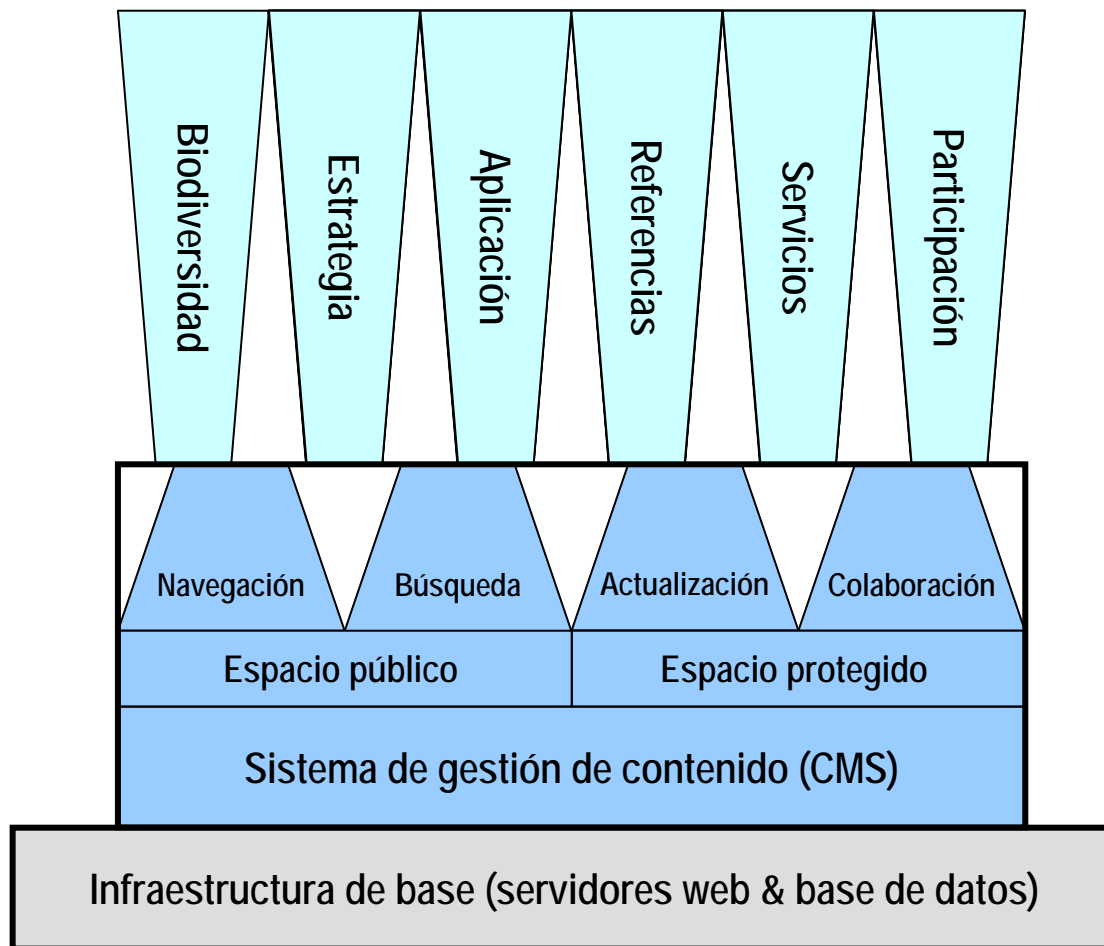 Biodiversidad
Estrategia
Aplicación
Referencias
Servicios
Participación
Navegación
Búsqueda
Actualización
Colaboración
Espacio público
Espacio protegido
Sistema de gestión de contenido (CMS)
Infraestructura de base (servidores web & base de datos)